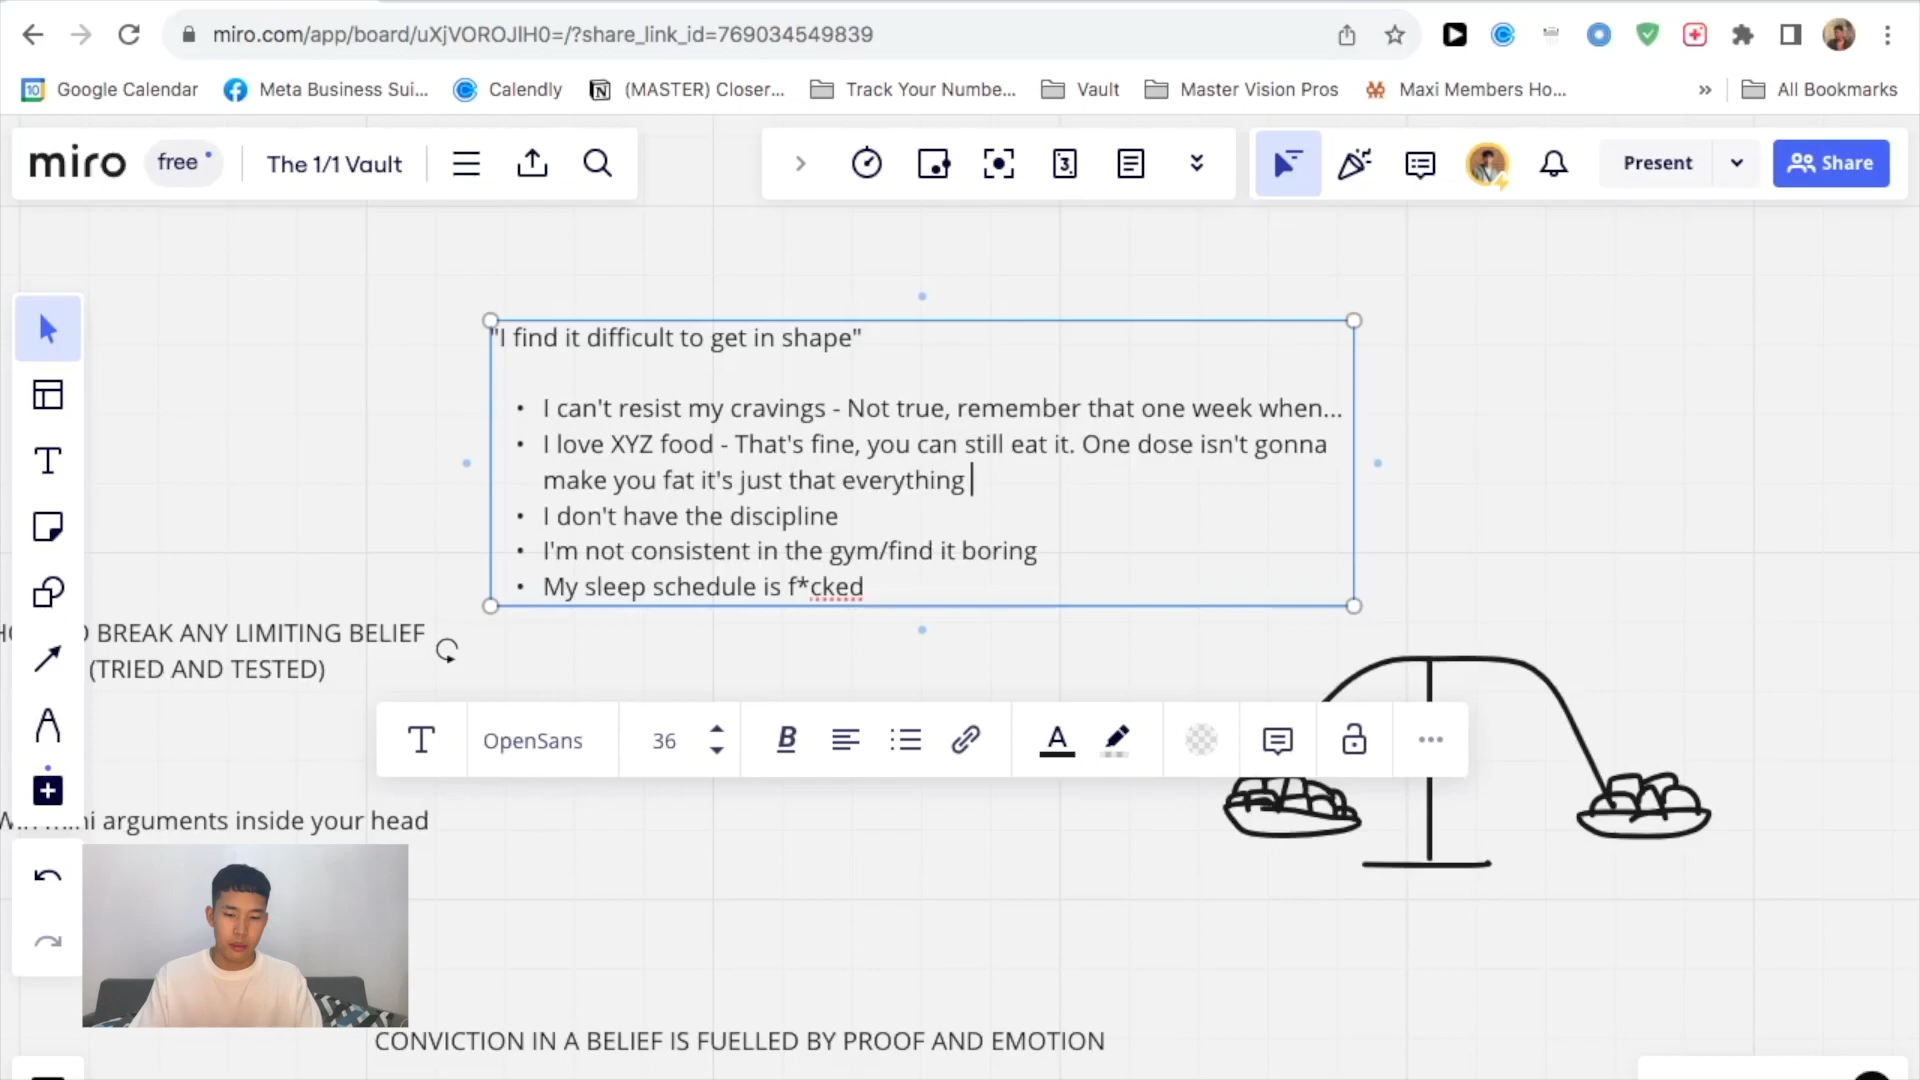 miro.com/app/board/uXjVOROJlH0=/?share_link_id=769034549839
Google Calendar
Meta Business Sui...
Calendly
(MASTER) Closer...
Track Your Numbe...
Vault
Master Vision Pros
Maxi Members Ho...
All Bookmarks
miro
free
The 1/1 Vault
Present
Share
"I find it difficult to get in shape"
• I can't resist my cravings - Not true, remember that one week when...
• I love XYZ food - That's fine, you can still eat it. One dose isn't gonna
make you fat it's just that everything
• I don't have the discipline
• I'm not consistent in the gym/find it boring
• My sleep schedule is f*cked
BREAK ANY LIMITING BELIEF
(TRIED AND TESTED)
OpenSans
36
B
A
arguments inside your head
CONVICTION IN A BELIEF IS FUELLED BY PROOF AND EMOTION